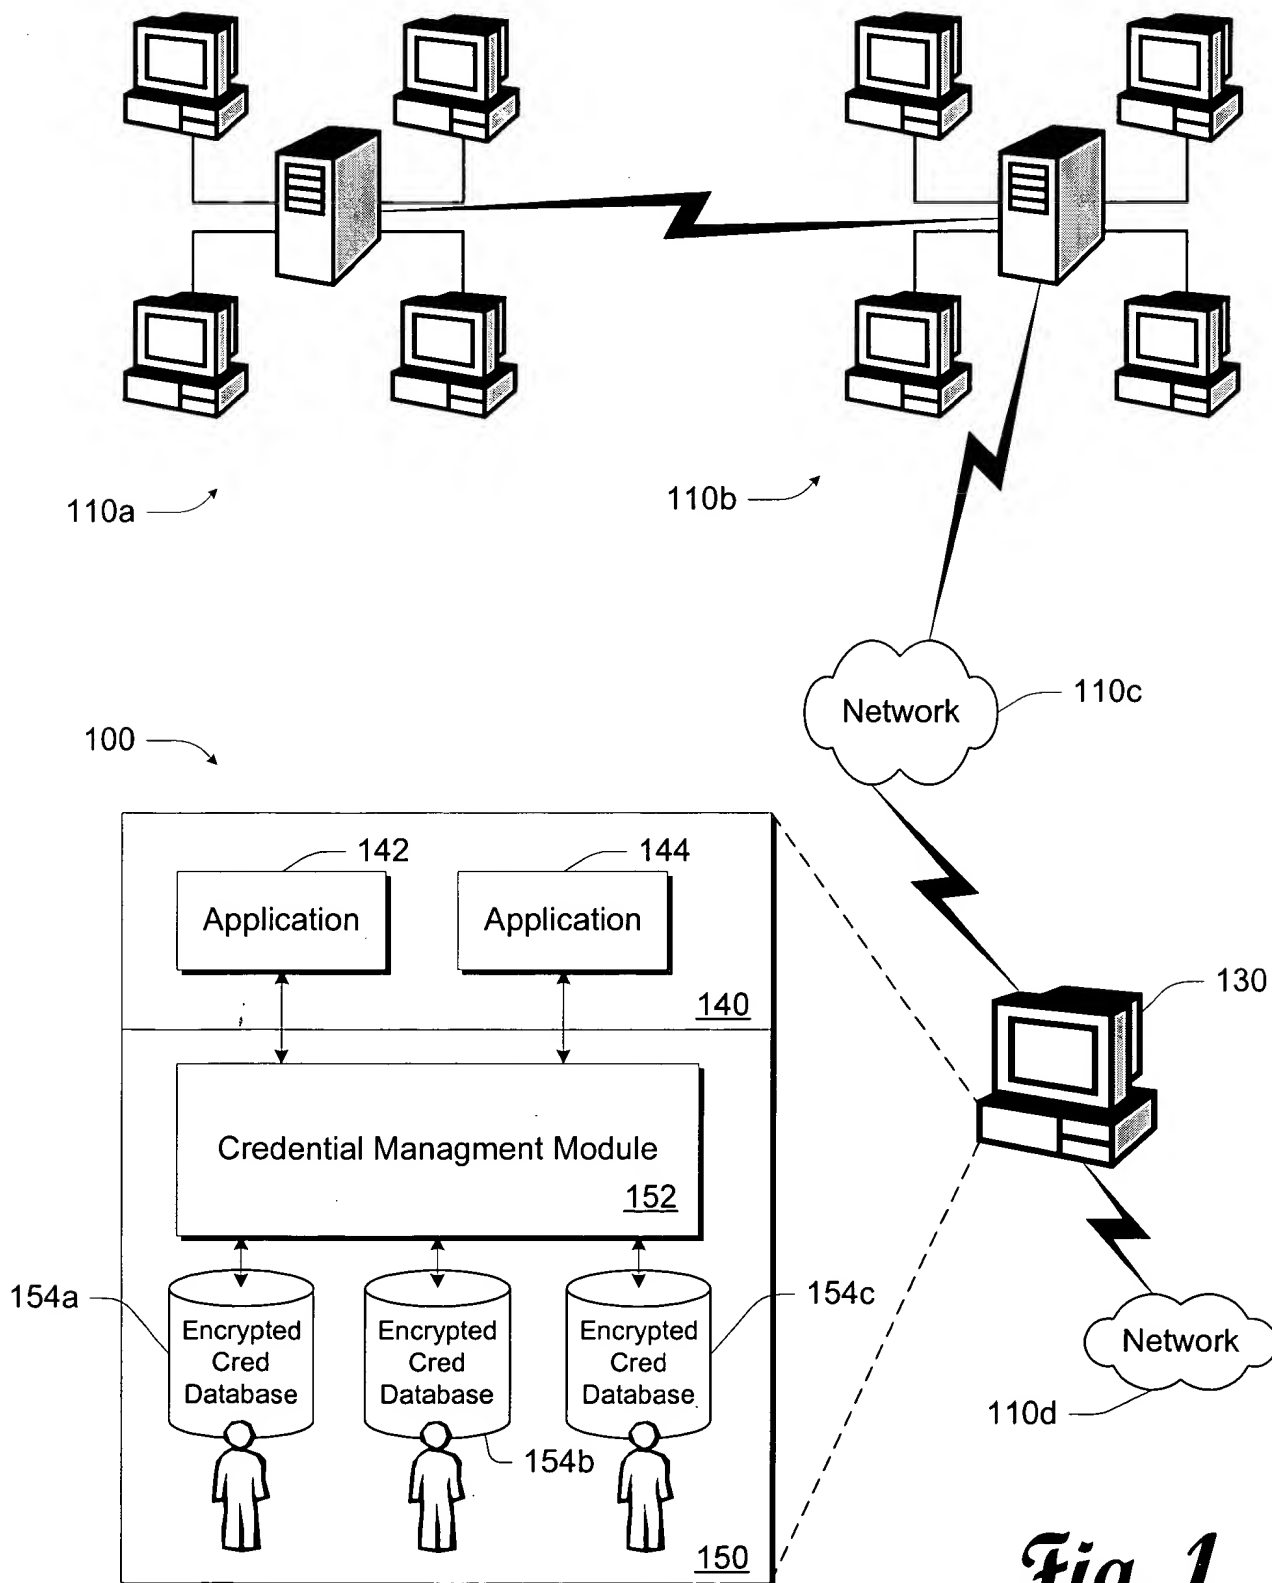 110a
110b
Network
110c
100
142
144
Application
Application
130
140
Credential Managment Module
152
154a
154c
Encrypted
Cred
Database
Encrypted
Cred
Database
Encrypted
Cred
Database
Network
110d
154b
150
Fig. 1